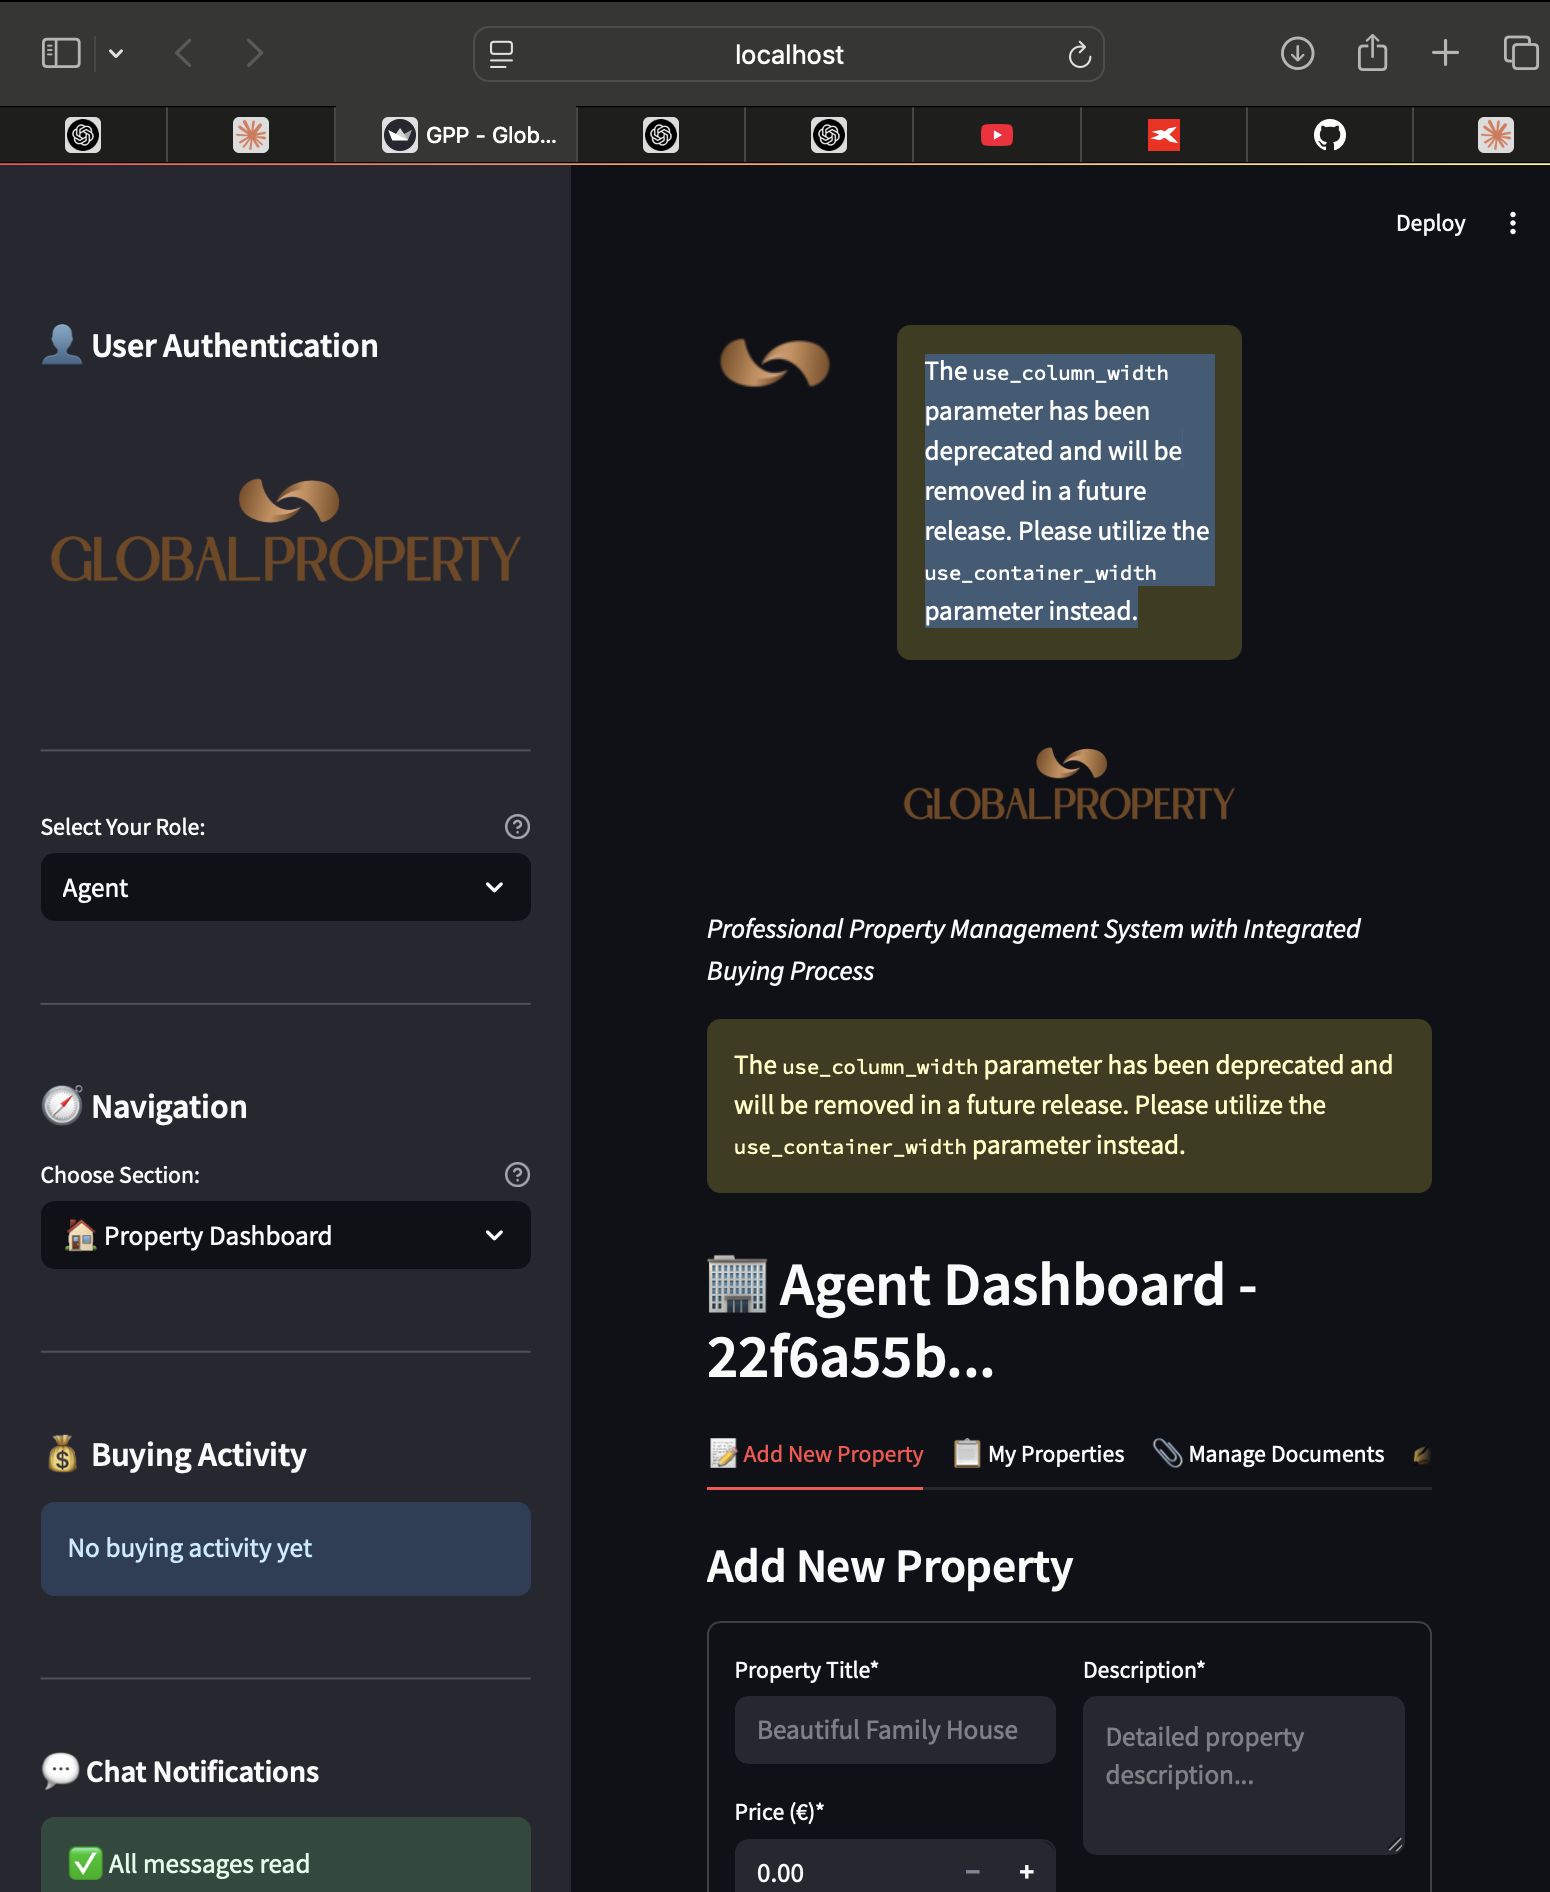 localhost
GPP - Glob...
Deploy
👤 User Authentication
GLOBAL PROPERTY
Select Your Role:
Agent
🧭 Navigation
Choose Section:
🏠 Property Dashboard
💰 Buying Activity
No buying activity yet
💬 Chat Notifications
✅ All messages read
The use_column_width
parameter has been
deprecated and will be
removed in a future
release. Please utilize the
use_container_width
parameter instead.
GLOBAL PROPERTY
Professional Property Management System with Integrated
Buying Process
The use_column_width parameter has been deprecated and
will be removed in a future release. Please utilize the
use_container_width parameter instead.
🏢 Agent Dashboard -
22f6a55b...
📝 Add New Property 📋 My Properties 📎 Manage Documents
Add New Property
Property Title*
Beautiful Family House
Price (€)*
0.00 − +
Description*
Detailed property
description...